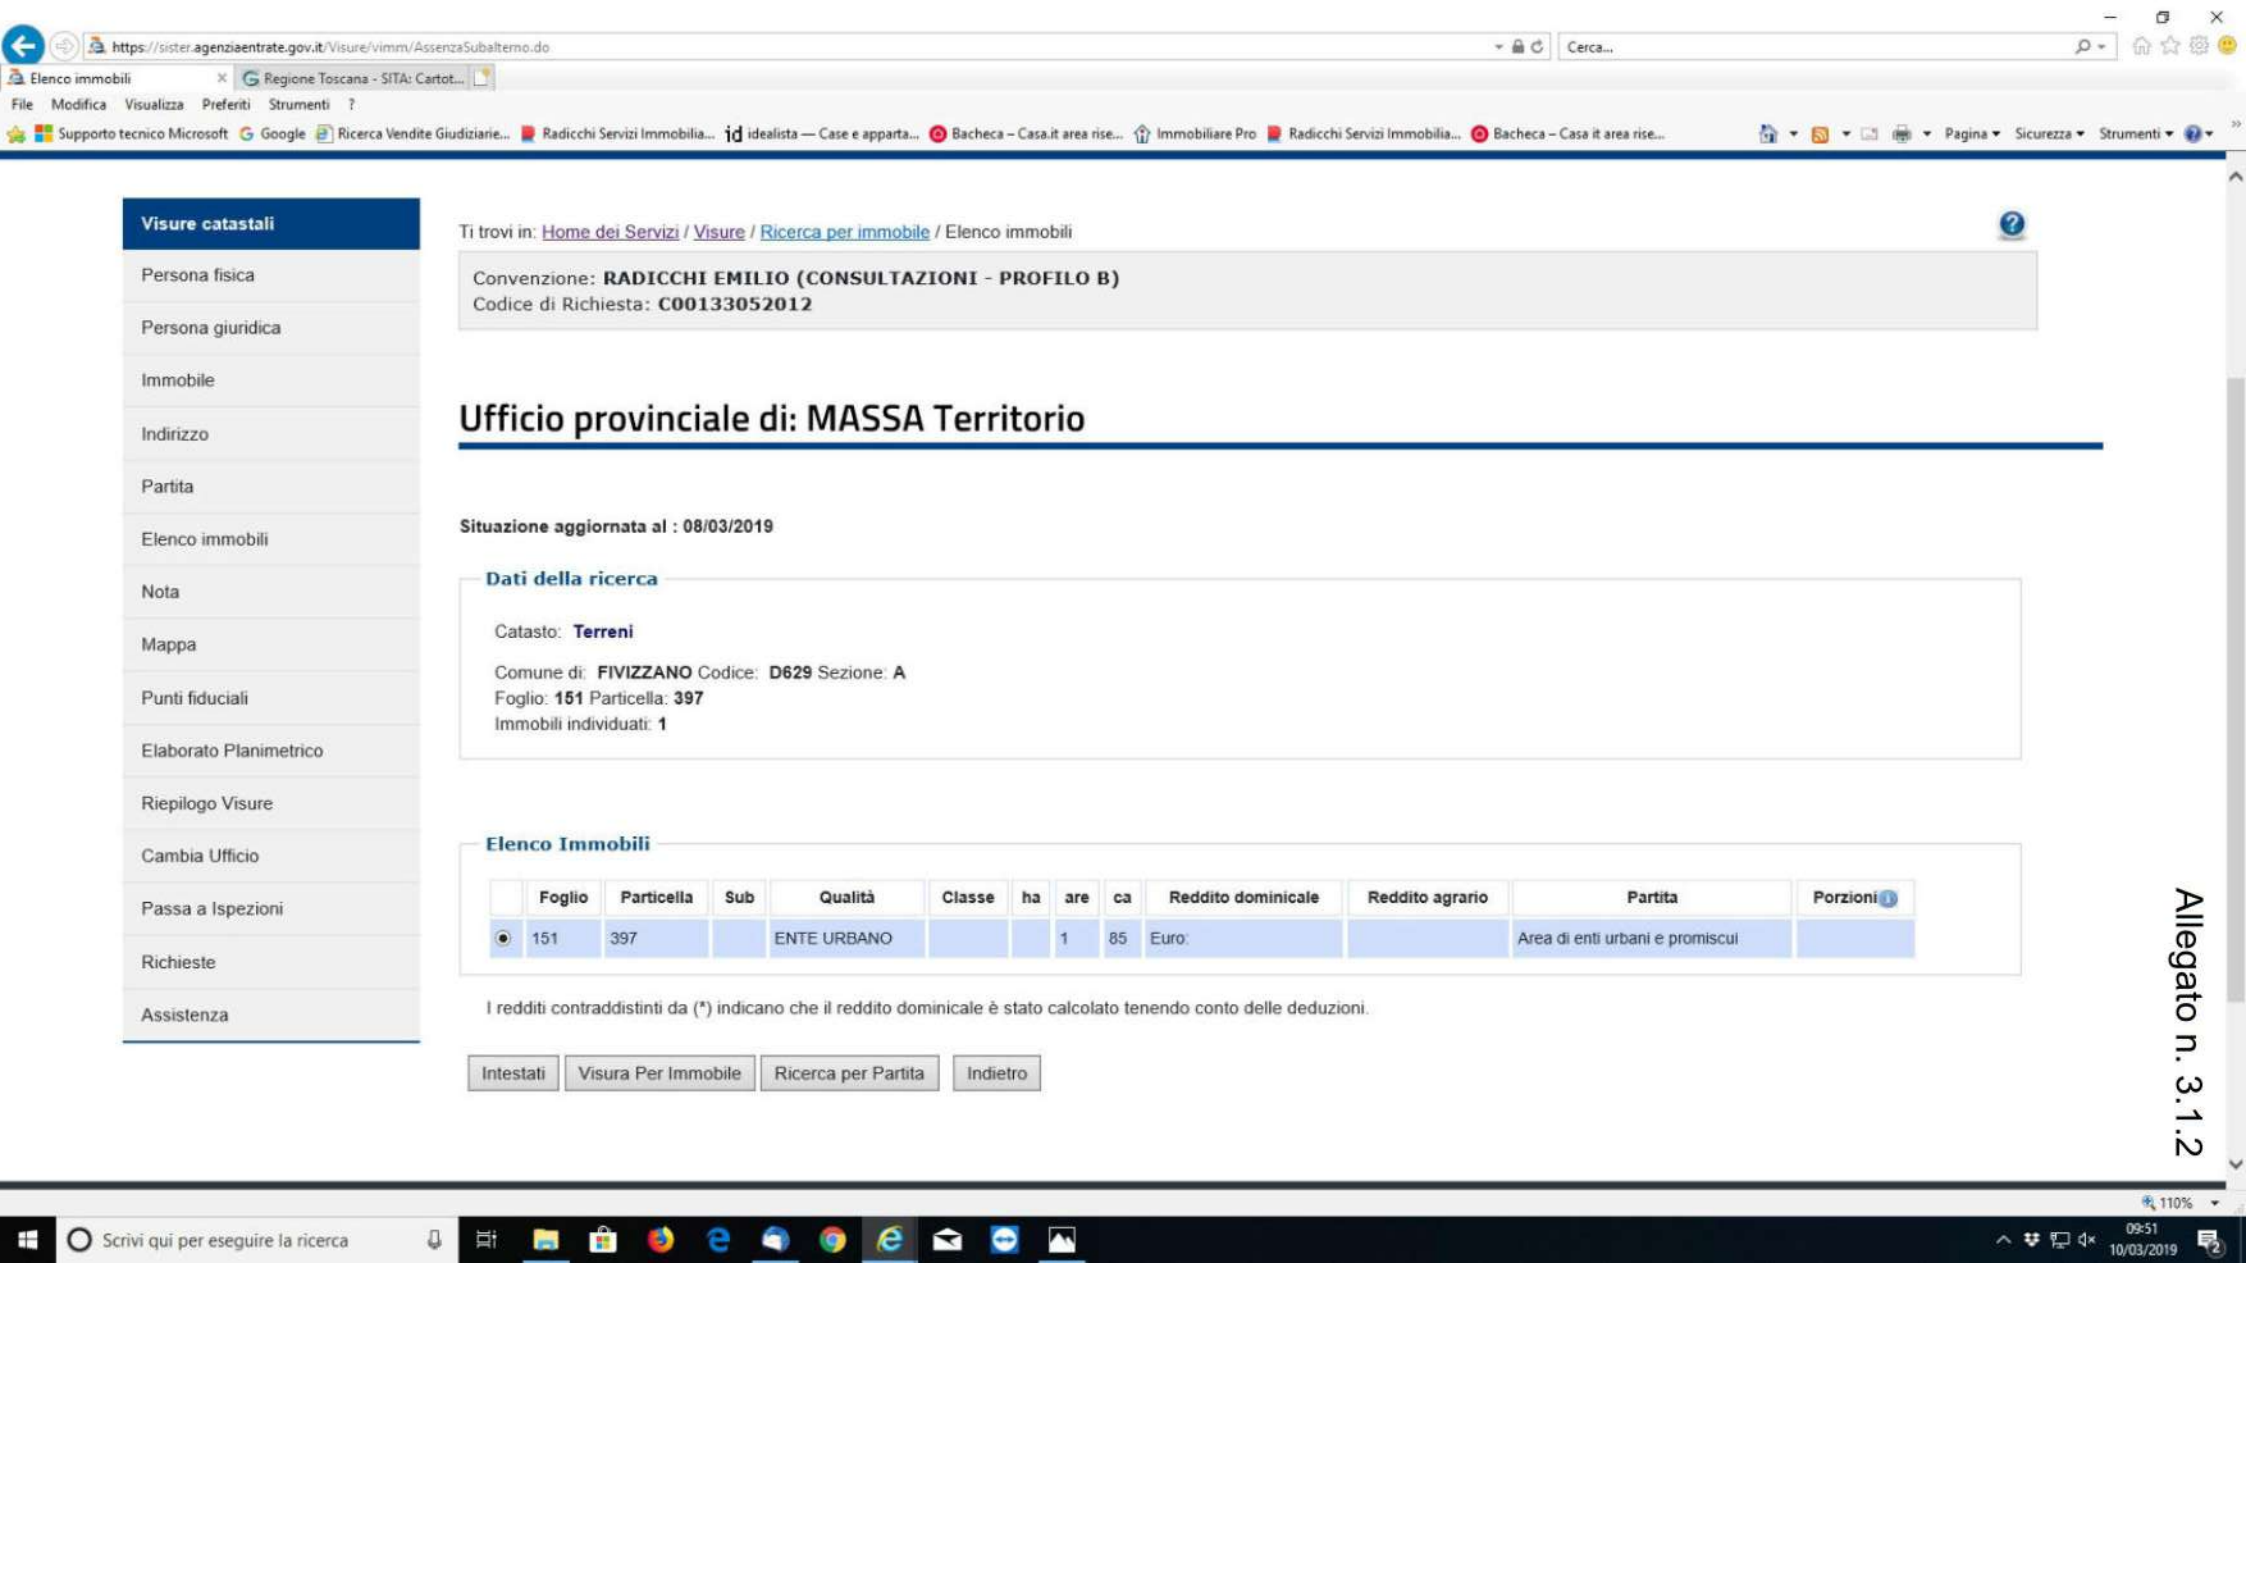 https://sister.agenziaentrate.gov.it/Visure/vimm/AssenzaSubalterno.do
Cerca...
Elenco immobili
Regione Toscana - SITA: Cartot...
File Modifica Visualizza Preferiti Strumenti ?
Supporto tecnico Microsoft Google Ricerca Vendite Giudiziarie... Radicchi Servizi Immobilia... idealista — Case e apparta... Bacheca – Casa.it area rise... Immobiliare Pro Radicchi Servizi Immobilia... Bacheca – Casa it area rise... Pagina Sicurezza Strumenti
Visure catastali
Persona fisica
Persona giuridica
Immobile
Indirizzo
Partita
Elenco immobili
Nota
Mappa
Punti fiduciali
Elaborato Planimetrico
Riepilogo Visure
Cambia Ufficio
Passa a Ispezioni
Richieste
Assistenza
Ti trovi in: Home dei Servizi / Visure / Ricerca per immobile / Elenco immobili
Convenzione: RADICCHI EMILIO (CONSULTAZIONI - PROFILO B)
Codice di Richiesta: C00133052012
Ufficio provinciale di: MASSA Territorio
Situazione aggiornata al : 08/03/2019
Dati della ricerca
Catasto: Terreni
Comune di: FIVIZZANO Codice: D629 Sezione: A
Foglio: 151 Particella: 397
Immobili individuati: 1
Elenco Immobili
Foglio Particella Sub Qualità Classe ha are ca Reddito dominicale Reddito agrario Partita Porzioni
151 397 ENTE URBANO 1 85 Euro: Area di enti urbani e promiscui
I redditi contraddistinti da (*) indicano che il reddito dominicale è stato calcolato tenendo conto delle deduzioni.
Intestati Visura Per Immobile Ricerca per Partita Indietro
Allegato n. 3.1.2
110%
Scrivi qui per eseguire la ricerca
09:51
10/03/2019
2